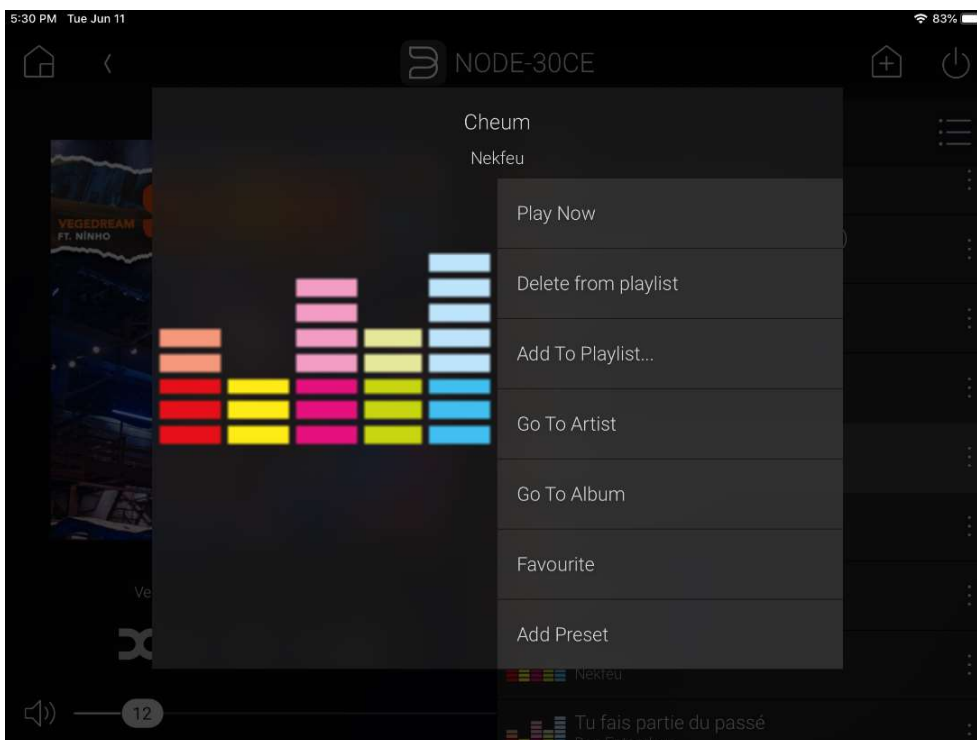 5:30 PM Tue Jun 11
83%
NODE-30CE
Cheum
Nekfeu
VEGEDREAM
FT. NINHO
Play Now
Delete from playlist
Add To Playlist...
Go To Artist
Go To Album
Favourite
Add Preset
Ve
Nekfeu
12
Tu fais partie du passé